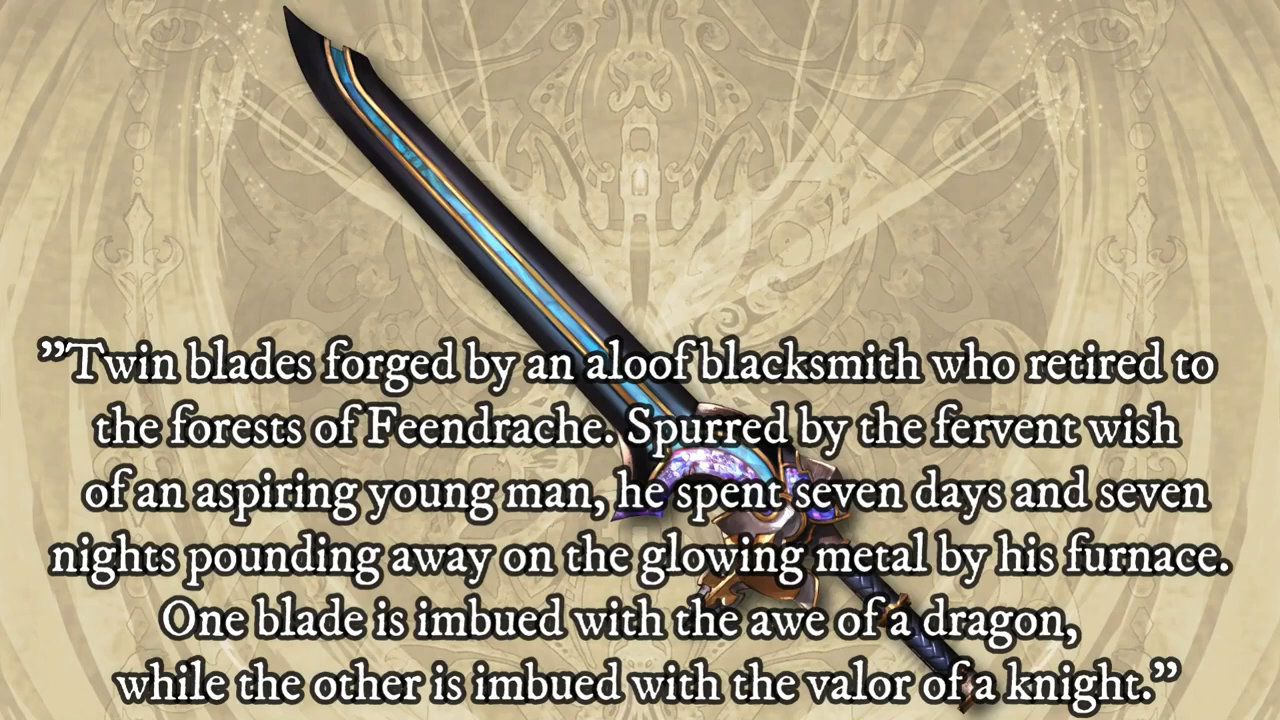 ”Twin blades forged by an aloof blacksmith who retired to
the forests of Feendrache. Spurred by the fervent wish
of an aspiring young man, he spent seven days and seven
nights pounding away on the glowing metal by his furnace.
One blade is imbued with the awe of a dragon,
while the other is imbued with the valor of a knight.”